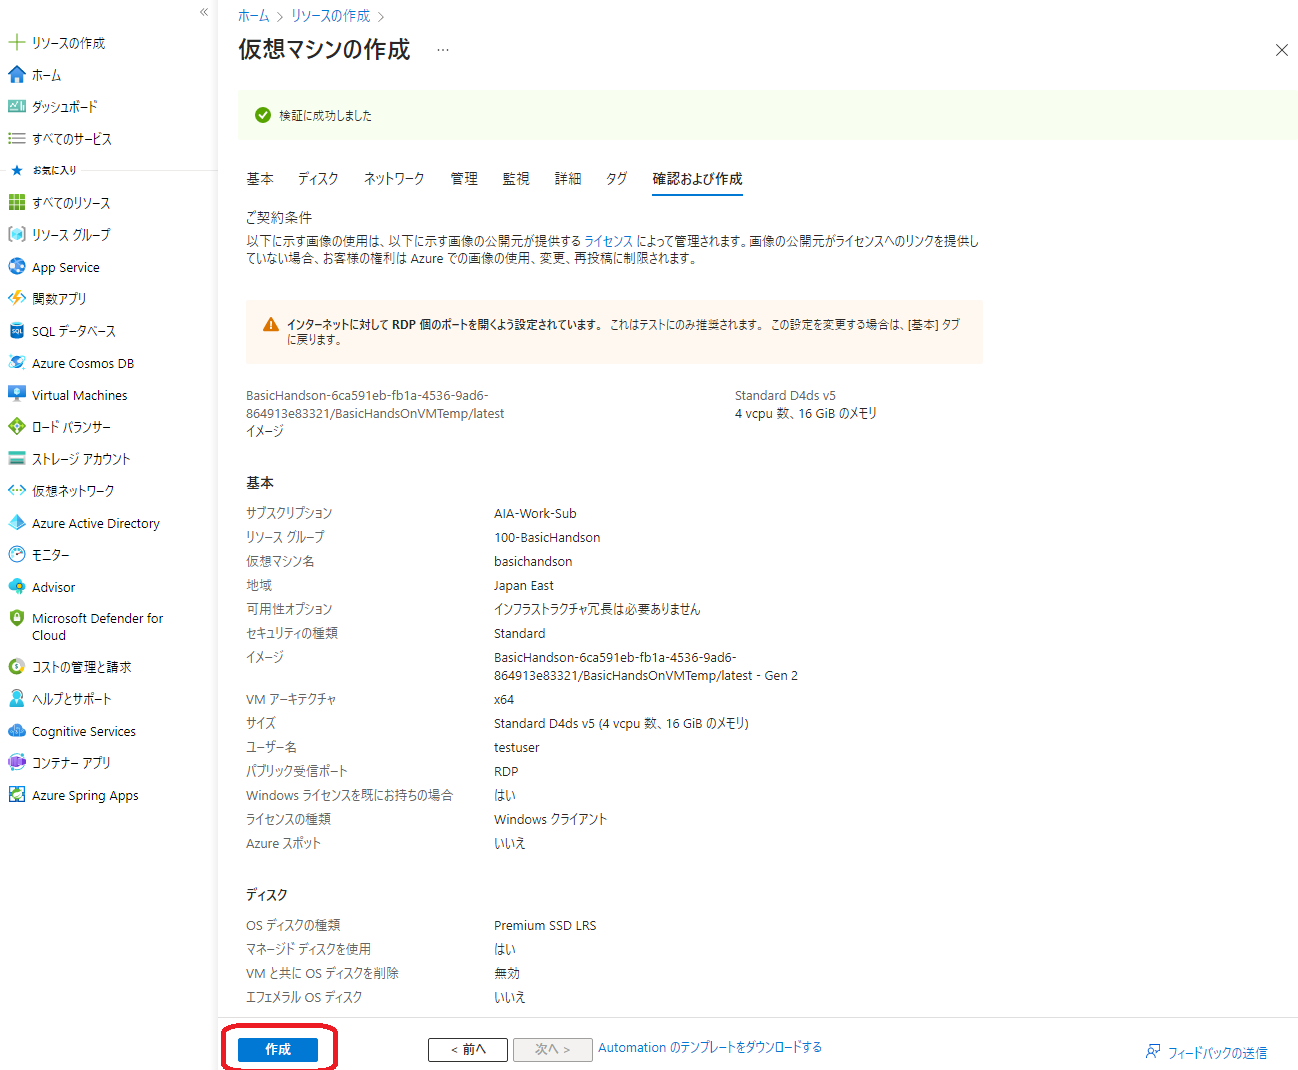 «
リソースの作成
ホーム
ダッシュボード
すべてのサービス
お気に入り
すべてのリソース
リソース グループ
App Service
関数アプリ
SQL データベース
Azure Cosmos DB
Virtual Machines
ロード バランサー
ストレージ アカウント
仮想ネットワーク
Azure Active Directory
モニター
Advisor
Microsoft Defender for
Cloud
コストの管理と請求
ヘルプとサポート
Cognitive Services
コンテナー アプリ
Azure Spring Apps
ホーム > リソースの作成 >
仮想マシンの作成 …
検証に成功しました
基本 ディスク ネットワーク 管理 監視 詳細 タグ 確認および作成
ご契約条件
以下に示す画像の使用は、以下に示す画像の公開元が提供する ライセンス によって管理されます。画像の公開元がライセンスへのリンクを提供し
ていない場合、お客様の権利は Azure での画像の使用、変更、再投稿に制限されます。
インターネットに対して RDP 個のポートを開くよう設定されています。 これはテストにのみ推奨されます。 この設定を変更する場合は、[基本] タブ
に戻ります。
BasicHandson-6ca591eb-fb1a-4536-9ad6-
864913e83321/BasicHandsOnVMTemp/latest
イメージ
Standard D4ds v5
4 vcpu 数、16 GiB のメモリ
基本
サブスクリプション AIA-Work-Sub
リソース グループ 100-BasicHandson
仮想マシン名 basichandson
地域 Japan East
可用性オプション インフラストラクチャ冗長は必要ありません
セキュリティの種類 Standard
イメージ BasicHandson-6ca591eb-fb1a-4536-9ad6-
864913e83321/BasicHandsOnVMTemp/latest - Gen 2
VM アーキテクチャ x64
サイズ Standard D4ds v5 (4 vcpu 数、16 GiB のメモリ)
ユーザー名 testuser
パブリック受信ポート RDP
Windows ライセンスを既にお持ちの場合 はい
ライセンスの種類 Windows クライアント
Azure スポット いいえ
ディスク
OS ディスクの種類 Premium SSD LRS
マネージド ディスクを使用 はい
VM と共に OS ディスクを削除 無効
エフェメラル OS ディスク いいえ
作成 < 前へ 次へ > Automation のテンプレートをダウンロードする フィードバックの送信